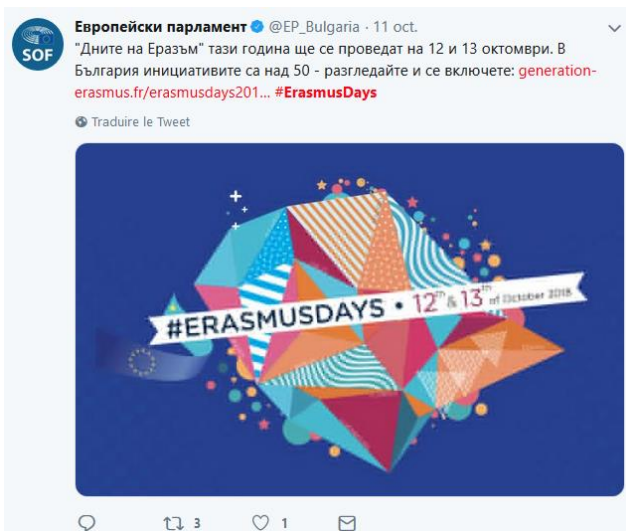 SOF
Европейски парламент @EP_Bulgaria · 11 oct.
"Дните на Еразъм" тази година ще се проведат на 12 и 13 октомври. В
България инициативите са над 50 - разгледайте и се включете: generation-
erasmus.fr/erasmusdays201... #ErasmusDays
Traduire le Tweet
#ERASMUSDAYS • 12th & 13th of October 2018
3 1